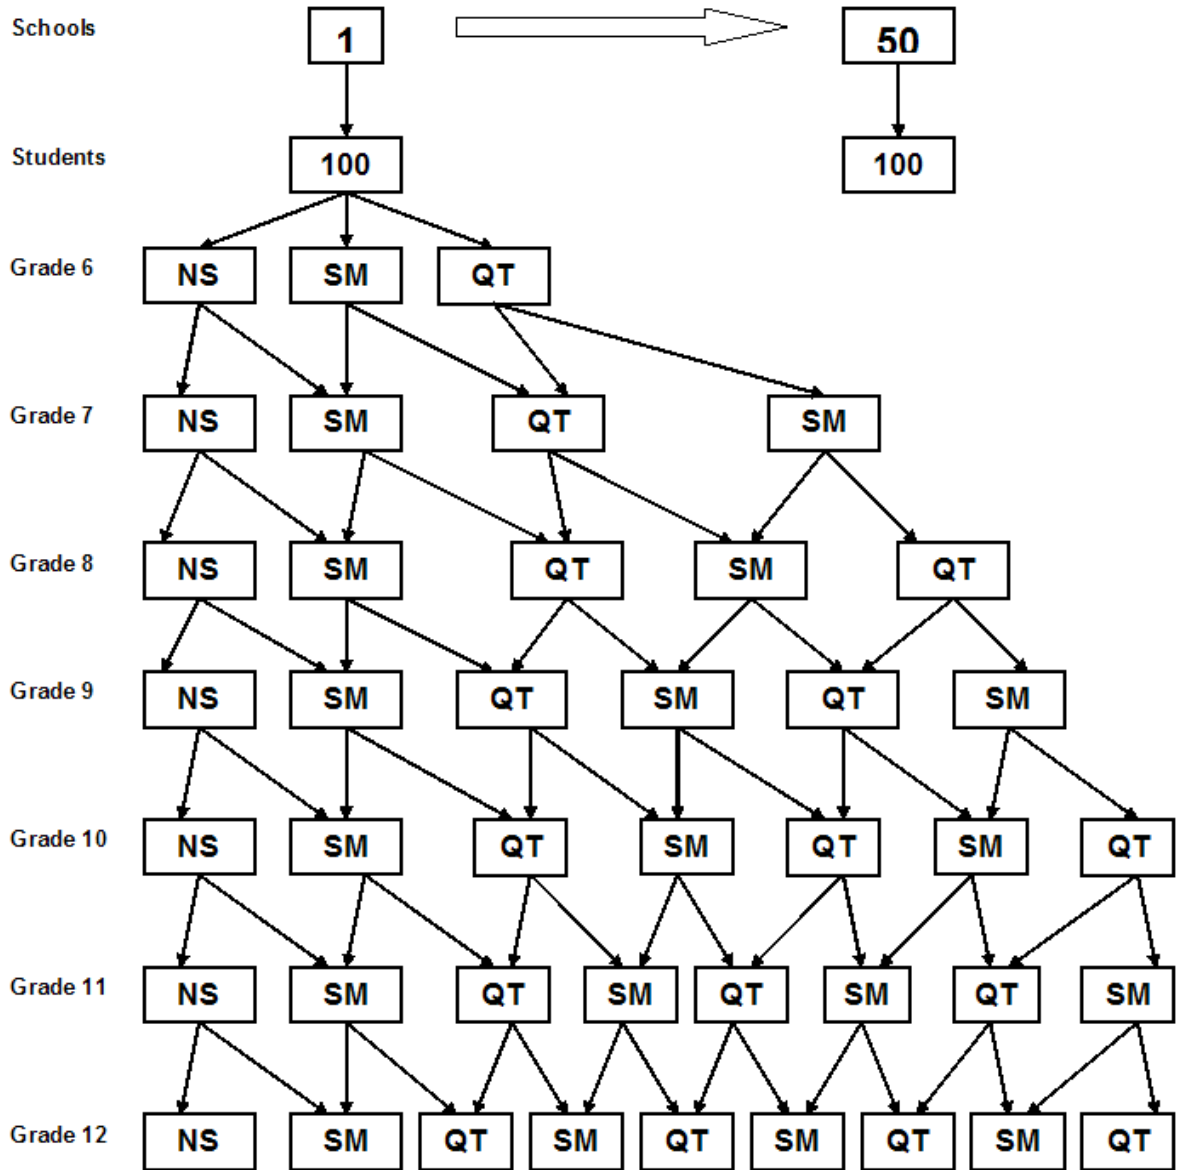 Schools 1 50
Students 100 100
Grade 6 NS SM QT
Grade 7 NS SM QT SM
Grade 8 NS SM QT SM QT
Grade 9 NS SM QT SM QT SM
Grade 10 NS SM QT SM QT SM QT
Grade 11 NS SM QT SM QT SM QT SM
Grade 12 NS SM QT SM QT SM QT SM QT